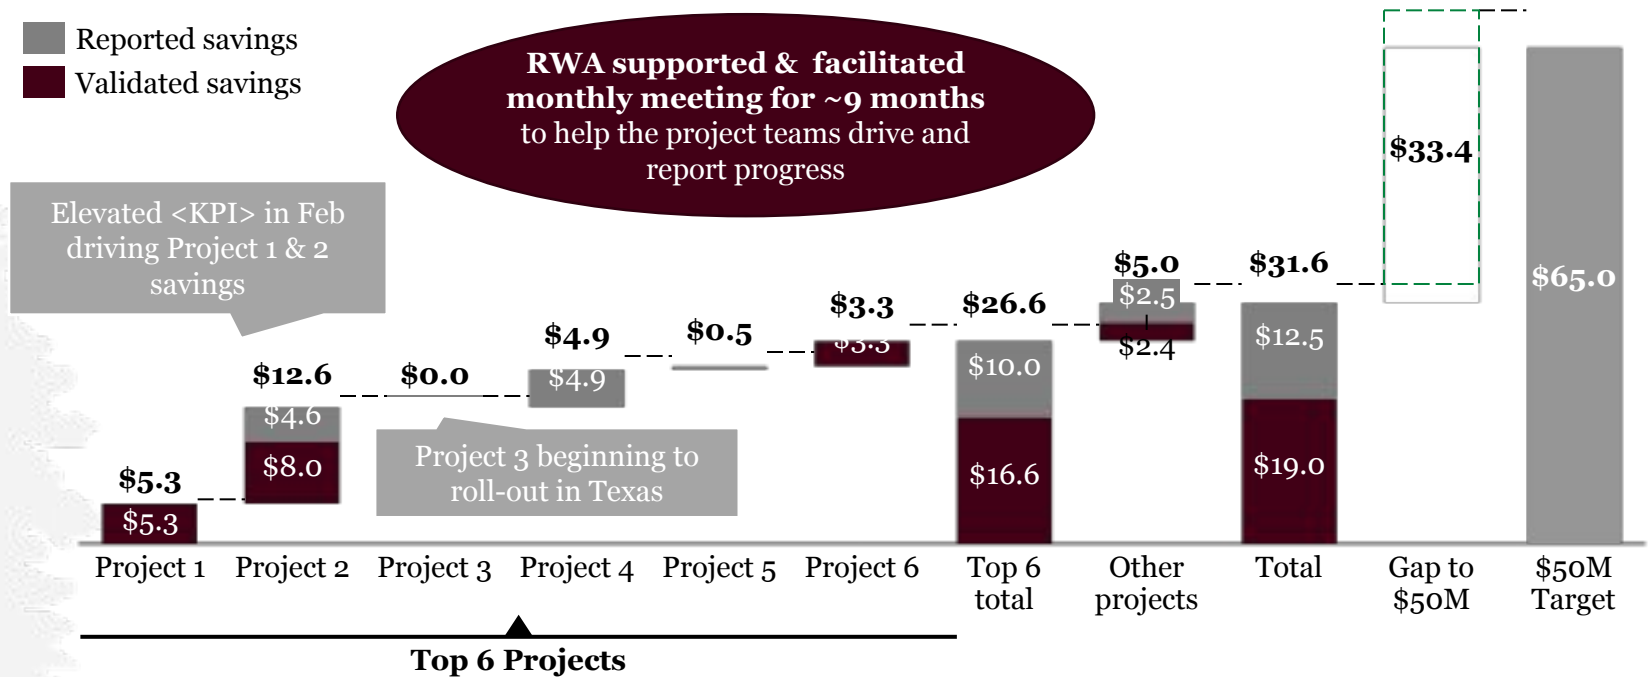 Reported savings
Validated savings
RWA supported & facilitated
monthly meeting for ~9 months
to help the project teams drive and
report progress
Elevated <KPI> in Feb
driving Project 1 & 2
savings
$5.3
$5.3
$12.6
$4.6
$8.0
$0.0
Project 3 beginning to
roll-out in Texas
$4.9
$4.9
$0.5
$3.3
$3.3
$26.6
$10.0
$16.6
$5.0
$2.5
$2.4
$31.6
$12.5
$19.0
$33.4
$65.0
Project 1
Project 2
Project 3
Project 4
Project 5
Project 6
Top 6
total
Other
projects
Total
Gap to
$50M
$50M
Target
Top 6 Projects